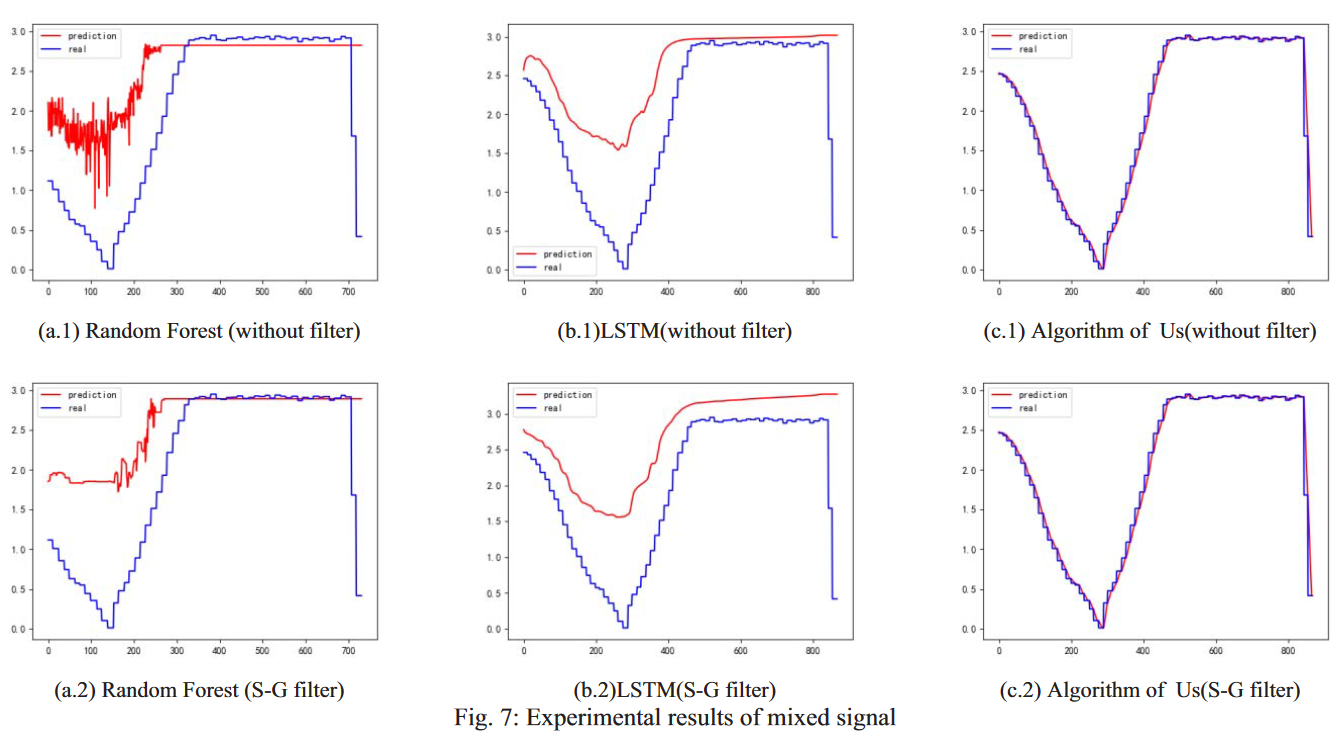 3.0
2.5
2.0
1.5
1.0
0.5
0.0
prediction
real
0 100 200 300 400 500 600 700
(a.1) Random Forest (without filter)
3.0
2.5
2.0
1.5
1.0
0.5
0.0
prediction
real
0 200 400 600 800
(b.1)LSTM(without filter)
3.0
2.5
2.0
1.5
1.0
0.5
0.0
prediction
real
0 200 400 600 800
(c.1) Algorithm of Us(without filter)
3.0
2.5
2.0
1.5
1.0
0.5
0.0
prediction
real
0 100 200 300 400 500 600 700
(a.2) Random Forest (S-G filter)
3.0
2.5
2.0
1.5
1.0
0.5
0.0
prediction
real
0 200 400 600 800
(b.2)LSTM(S-G filter)
3.0
2.5
2.0
1.5
1.0
0.5
0.0
prediction
real
0 200 400 600 800
(c.2) Algorithm of Us(S-G filter)
Fig. 7: Experimental results of mixed signal